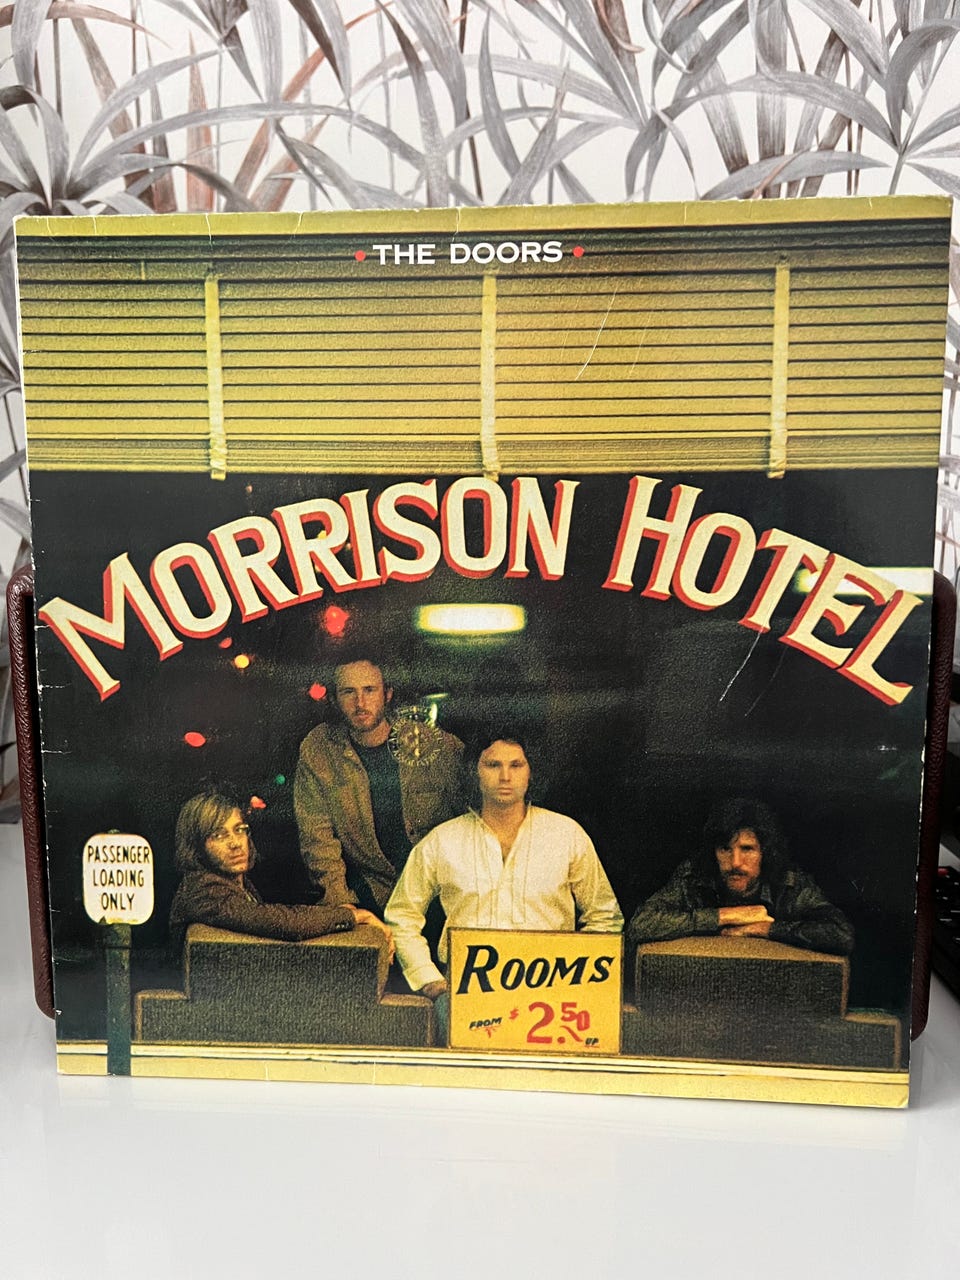 THE DOORS
MORRISON HOTEL
PASSENGER
LOADING
ONLY
ROOMS
FROM $2.50 UP